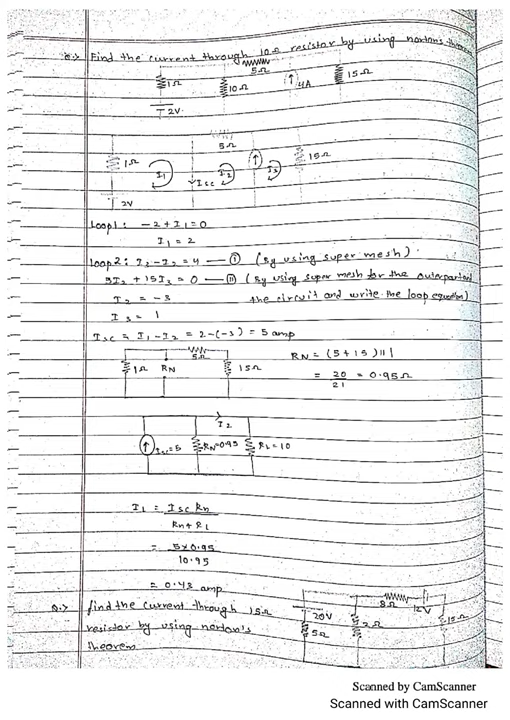 Q.> Find the current through 10Ω resistor by using nortons theorem
5Ω
1Ω
10Ω
4A
15Ω
2V
5Ω
1Ω
I1
Isc
I2
I3
15Ω
2V
Loop1: -2+I1=0
I1 = 2
loop2: I3-I2 = 4 — (i) (By using super mesh)
5I2 + 15I3 = 0 — (ii) (By using super mesh for the outerpart of
I2 = -3 the circuit and write the loop equation)
I3 = 1
Isc = I1-I2 = 2-(-3) = 5 amp
5Ω
1Ω RN 15Ω
RN = (5+15)||1
= 20/21 = 0.95Ω
I2
Isc=5 RN=0.95 RL=10
IL = Isc Rn
Rn+Rl
= 5x0.95
10.95
= 0.43 amp
Q.> find the current through 15Ω
resistor by using norton's
theorem
8Ω
12V
20V
5Ω
2Ω
15Ω
Scanned by CamScanner
Scanned with CamScanner